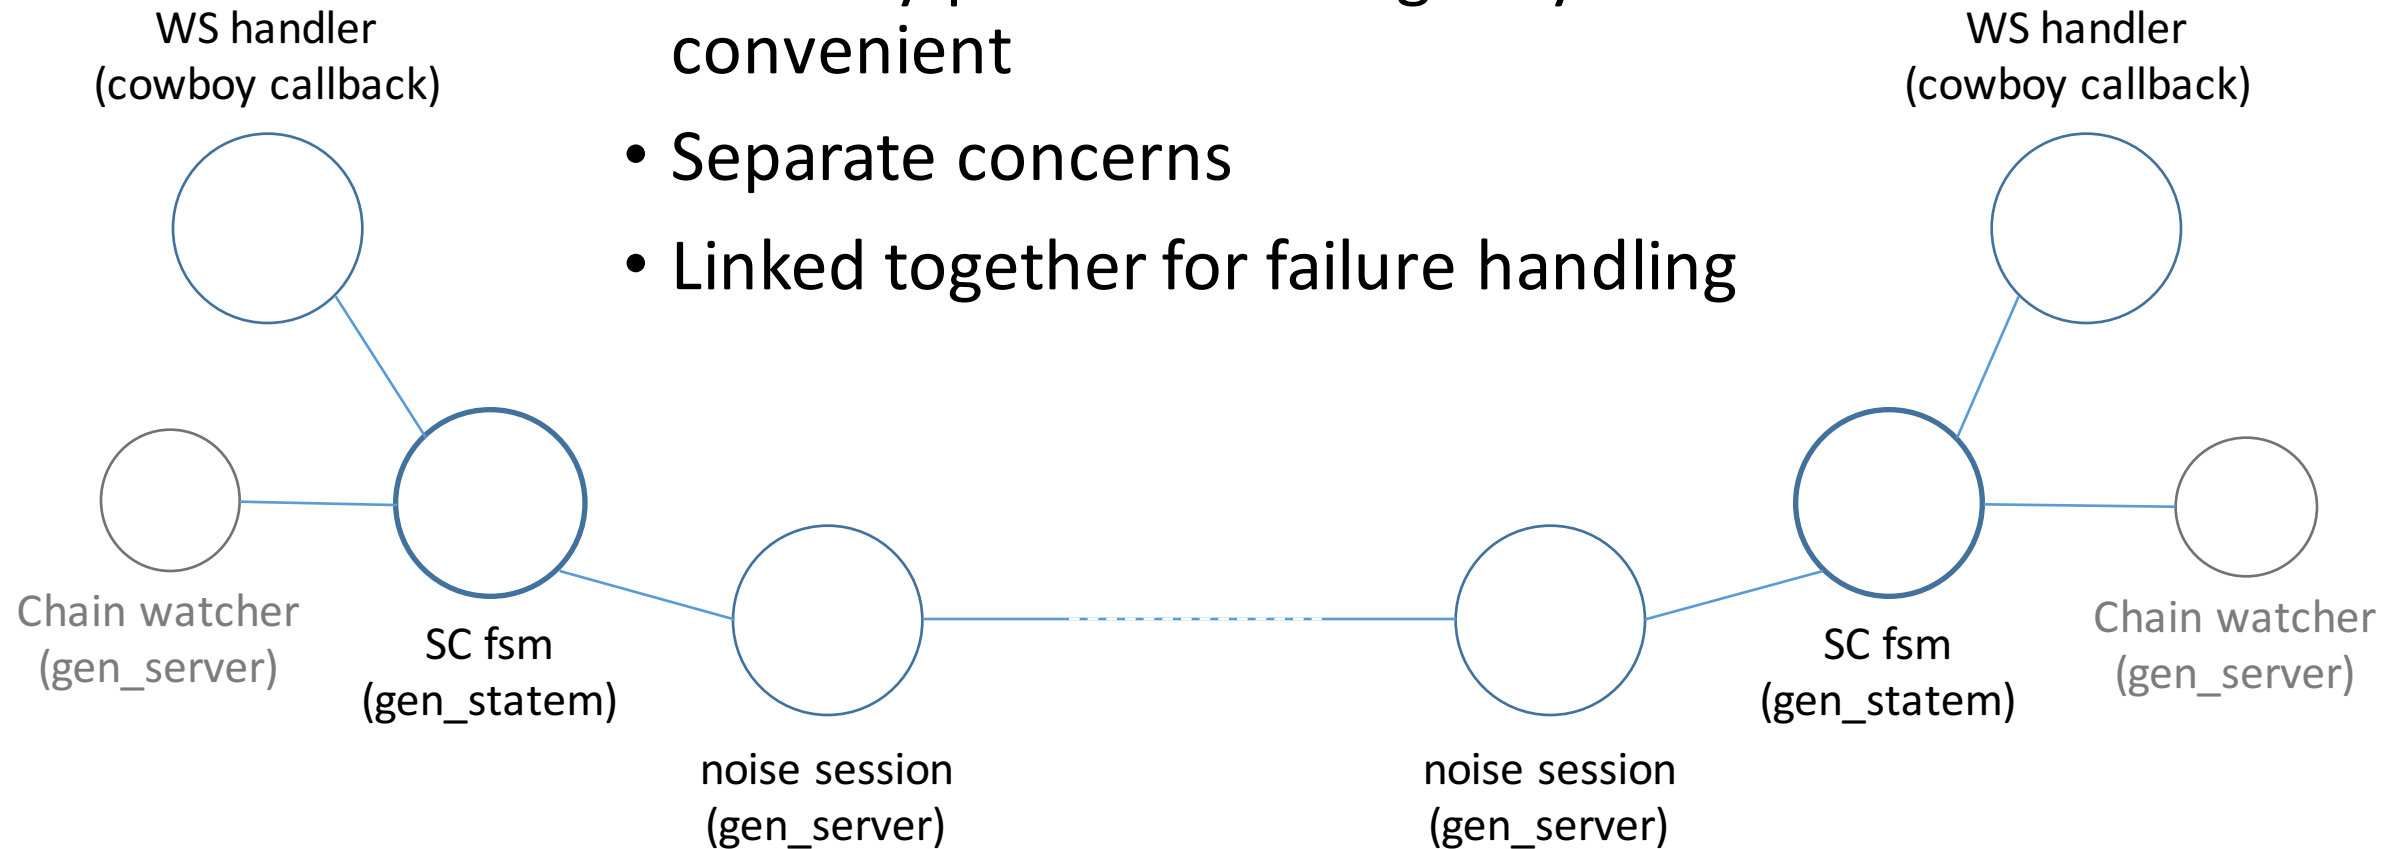 WS handler
(cowboy callback)
convenient
• Separate concerns
• Linked together for failure handling
WS handler
(cowboy callback)
Chain watcher
(gen_server)
SC fsm
(gen_statem)
noise session
(gen_server)
noise session
(gen_server)
SC fsm
(gen_statem)
Chain watcher
(gen_server)